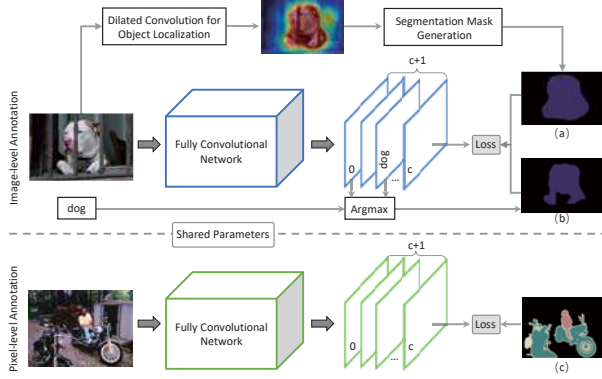 Dilated Convolution for
Object Localization
Segmentation Mask
Generation
Image-level Annotation
c+1
Fully Convolutional
Network
0
dog
...
c
Loss
(a)
dog
Argmax
(b)
Shared Parameters
Pixel-level Annotation
c+1
Fully Convolutional
Network
0
...
c
Loss
(c)